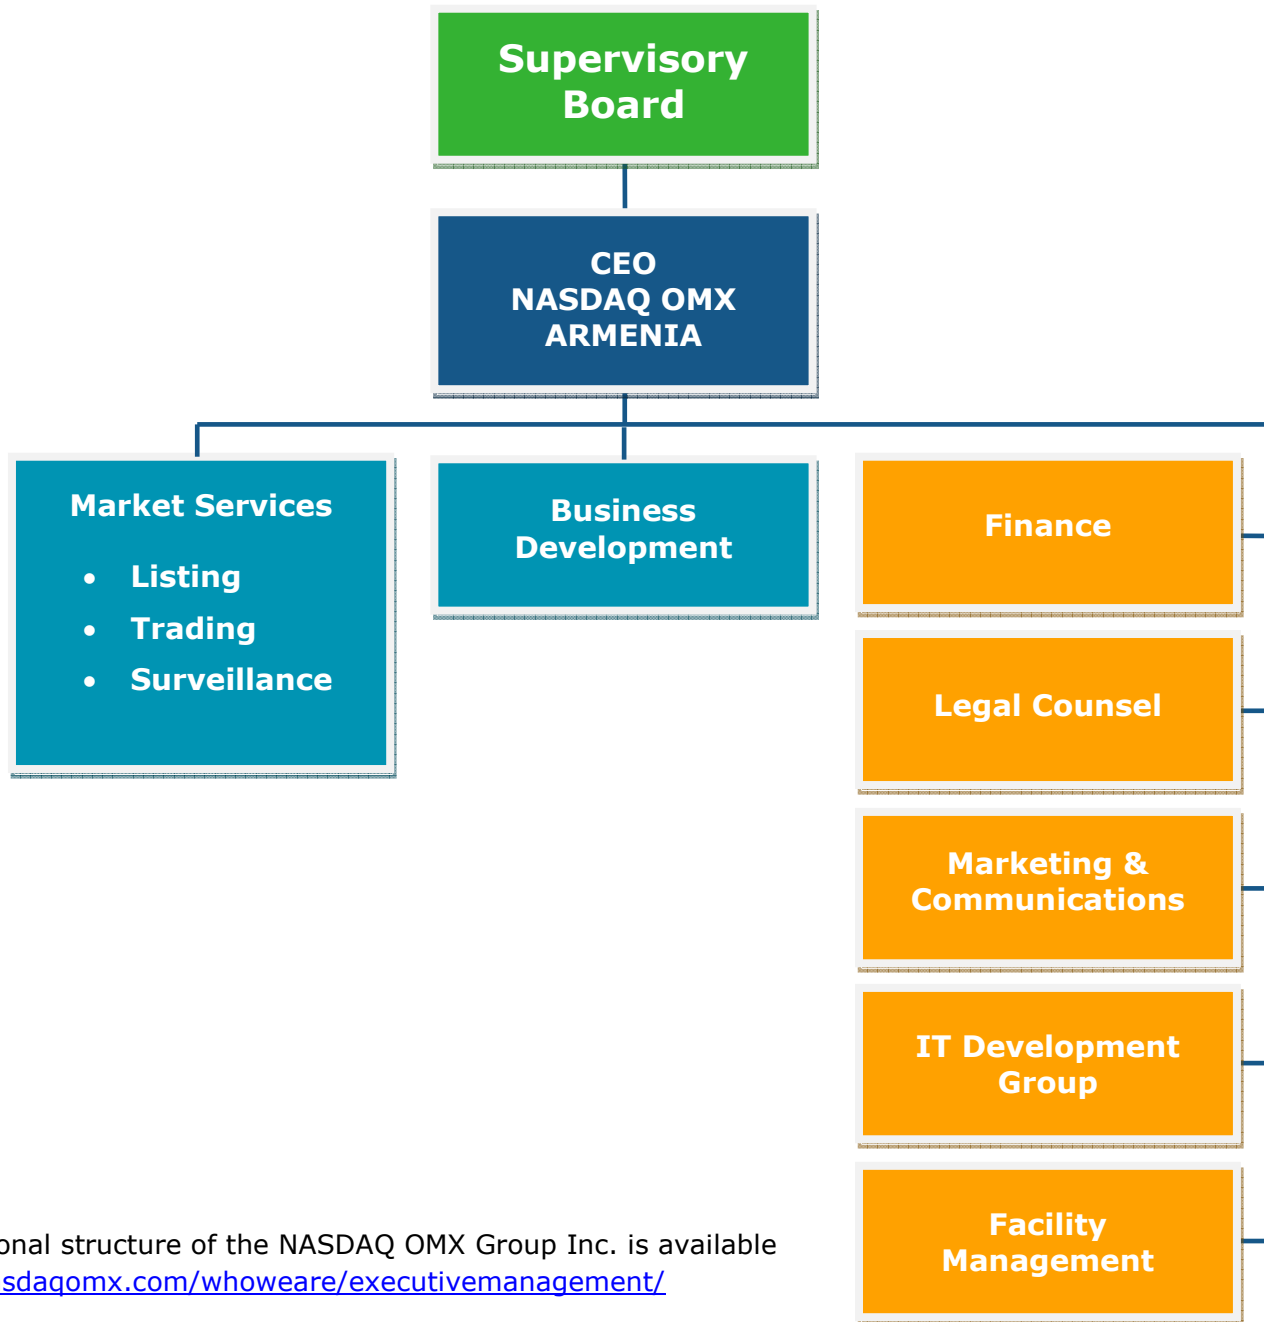 Supervisory
Board
CEO
NASDAQ OMX
ARMENIA
Market Services
• Listing
• Trading
• Surveillance
Business
Development
Finance
Legal Counsel
Marketing &
Communications
IT Development
Group
Facility
Management
onal structure of the NASDAQ OMX Group Inc. is available
sdaqomx.com/whoweare/executivemanagement/